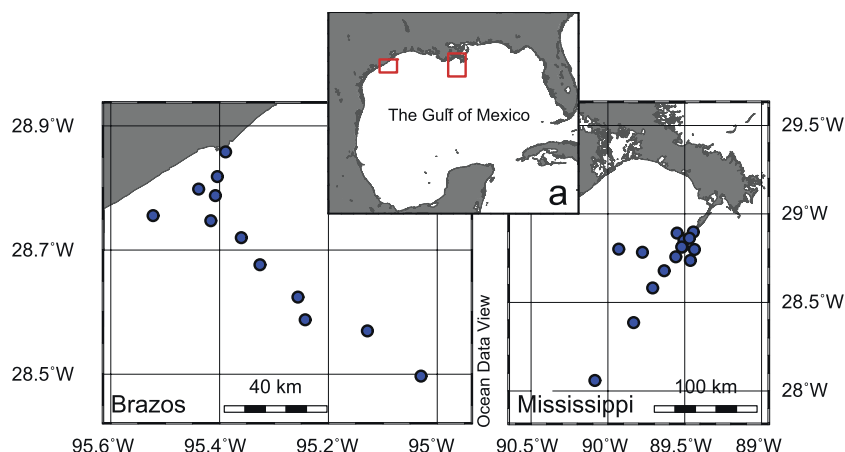 The Gulf of Mexico
a
28.9°W
28.7°W
28.5°W
Brazos
40 km
95.6°W
95.4°W
95.2°W
95°W
Ocean Data View
29.5°W
29°W
28.5°W
28°W
Mississippi
100 km
90.5°W
90°W
89.5°W
89°W